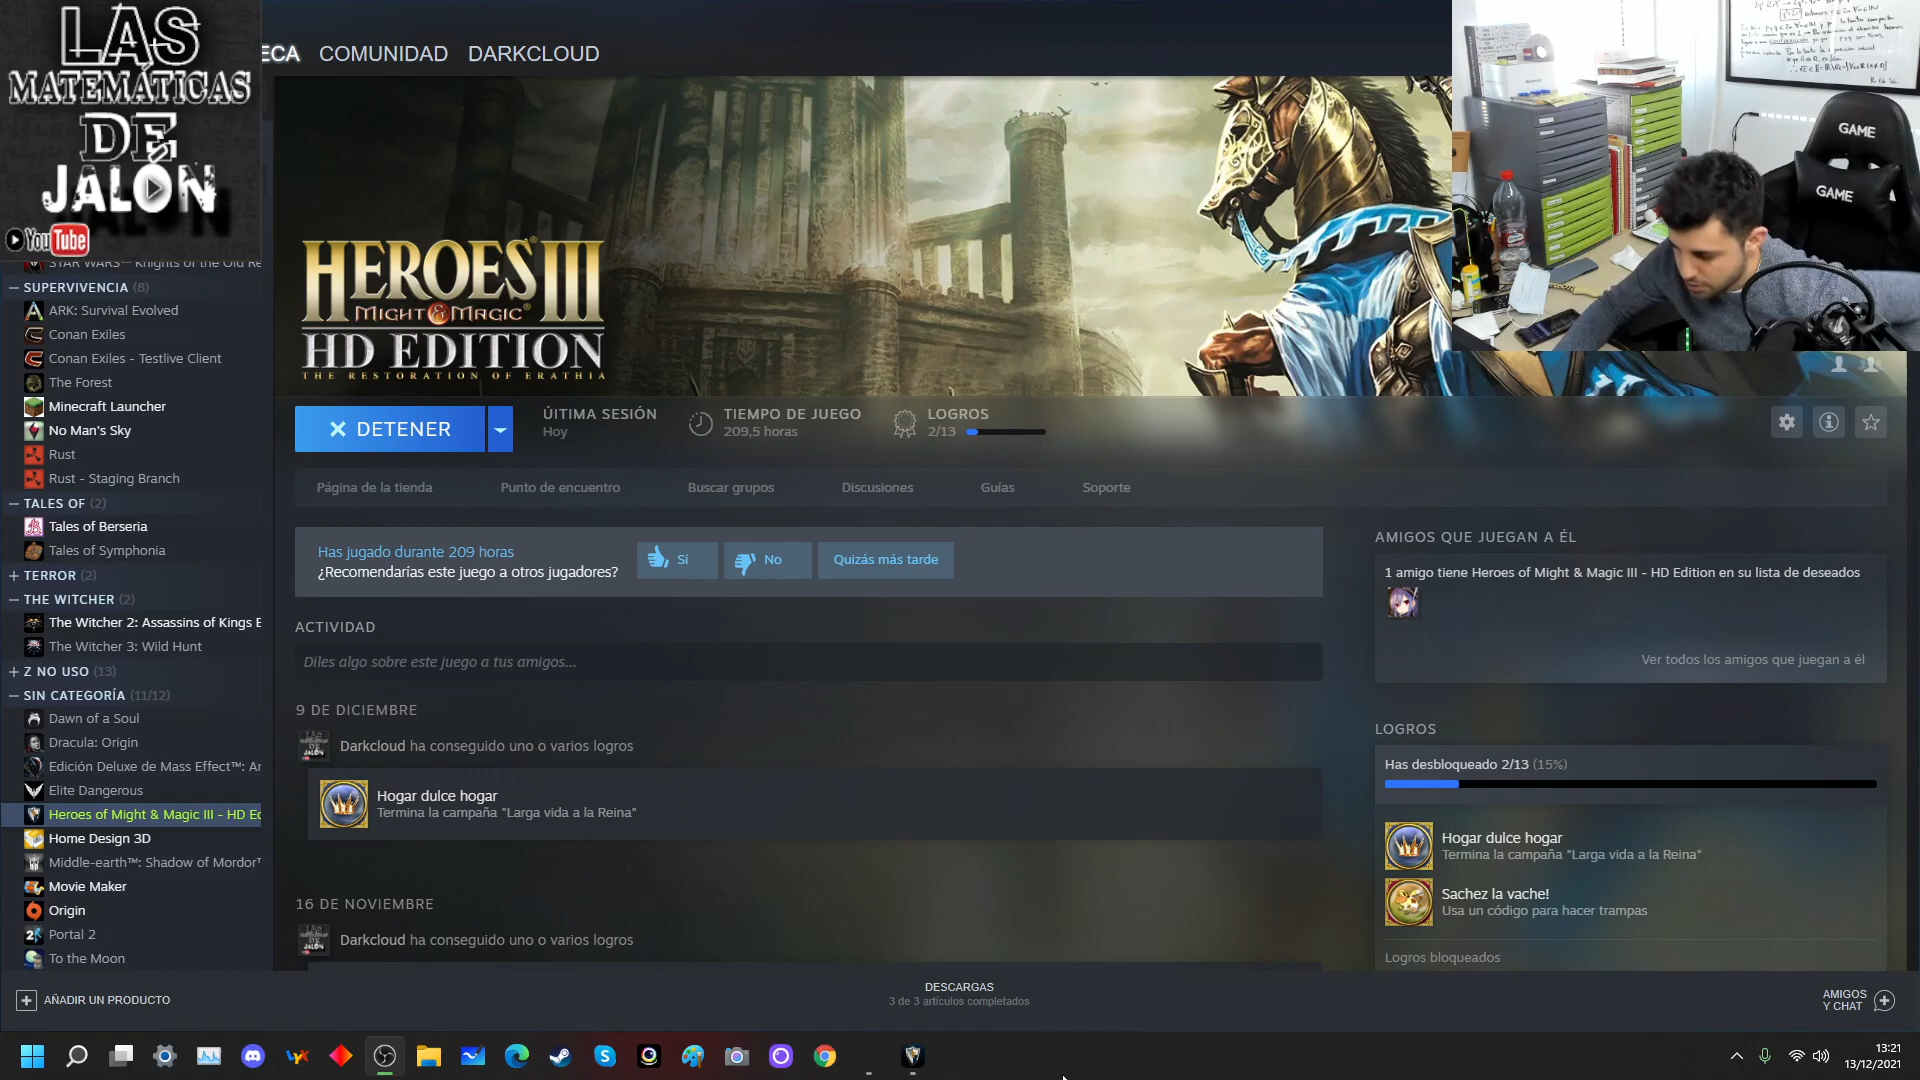 LAS
MATEMÁTICAS
DE
JALÓN
YouTube
ECA COMUNIDAD DARKCLOUD
GAME
GAME
HEROES III
MIGHT & MAGIC
HD EDITION
THE RESTORATION OF ERATHIA
STAR WARS™ Knights of the Old Re
SUPERVIVENCIA (8)
ARK: Survival Evolved
Conan Exiles
Conan Exiles - Testlive Client
The Forest
Minecraft Launcher
No Man's Sky
Rust
Rust - Staging Branch
TALES OF (2)
Tales of Berseria
Tales of Symphonia
TERROR (2)
THE WITCHER (2)
The Witcher 2: Assassins of Kings E
The Witcher 3: Wild Hunt
Z NO USO (13)
SIN CATEGORÍA (11/12)
Dawn of a Soul
Dracula: Origin
Edición Deluxe de Mass Effect™: Ar
Elite Dangerous
Heroes of Might & Magic III - HD Ed
Home Design 3D
Middle-earth™: Shadow of Mordor™
Movie Maker
Origin
Portal 2
To the Moon
DETENER
ÚLTIMA SESIÓN
Hoy
TIEMPO DE JUEGO
209,5 horas
LOGROS
2/13
Página de la tienda Punto de encuentro Buscar grupos Discusiones Guías Soporte
Has jugado durante 209 horas
¿Recomendarías este juego a otros jugadores?
Sí No Quizás más tarde
ACTIVIDAD
Diles algo sobre este juego a tus amigos...
9 DE DICIEMBRE
Darkcloud ha conseguido uno o varios logros
Hogar dulce hogar
Termina la campaña "Larga vida a la Reina"
16 DE NOVIEMBRE
Darkcloud ha conseguido uno o varios logros
AMIGOS QUE JUEGAN A ÉL
1 amigo tiene Heroes of Might & Magic III - HD Edition en su lista de deseados
Ver todos los amigos que juegan a él
LOGROS
Has desbloqueado 2/13 (15%)
Hogar dulce hogar
Termina la campaña "Larga vida a la Reina"
Sachez la vache!
Usa un código para hacer trampas
Logros bloqueados
AÑADIR UN PRODUCTO
DESCARGAS
3 de 3 artículos completados
AMIGOS
Y CHAT
13:21
13/12/2021